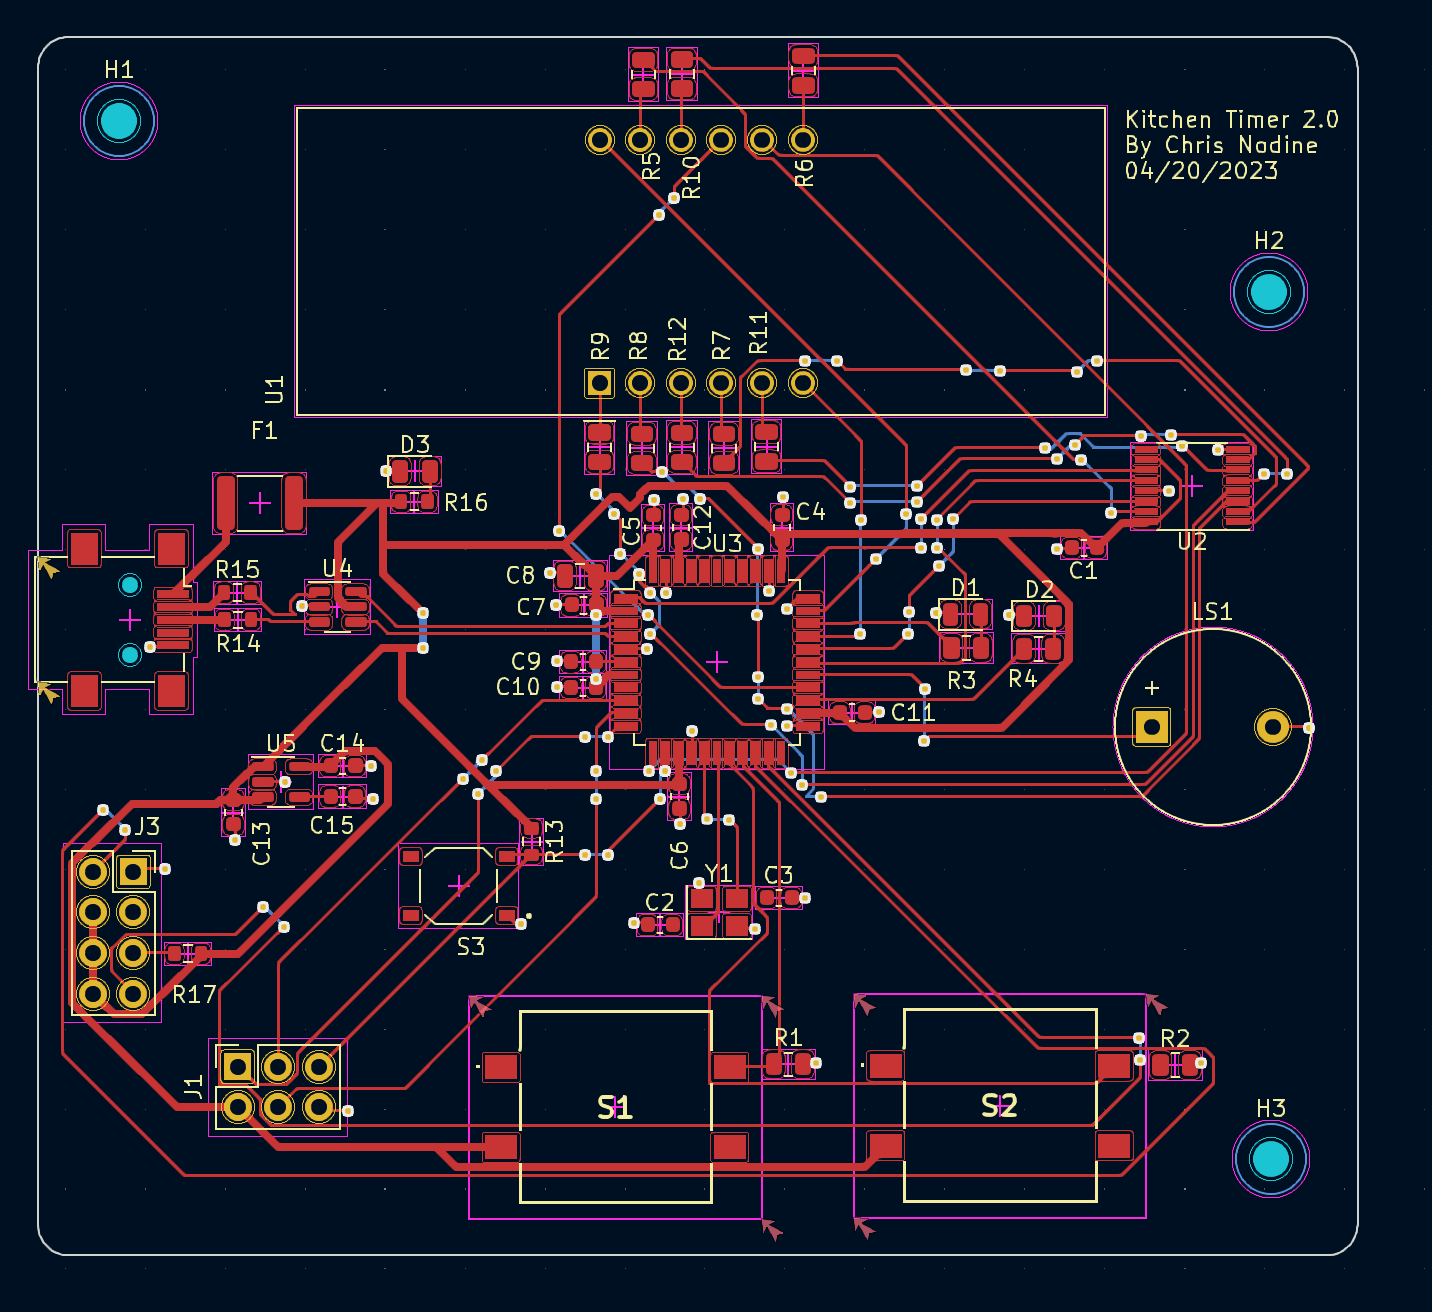 H1
Kitchen Timer 2.0
By Chris Nadine
04/20/2023
R5
R10
R6
H2
R9
R8
R12
R7
R11
U1
F1
D3
R16
C5
C12
C4
U3
U2
C1
R15
U4
C8
C7
D1
D2
LS1
R14
C9
C10
R3
R4
+
C11
U5
C14
C15
C13
J3
R13
C6
Y1
C3
C2
S3
R17
R1
R2
J1
S1
S2
H3